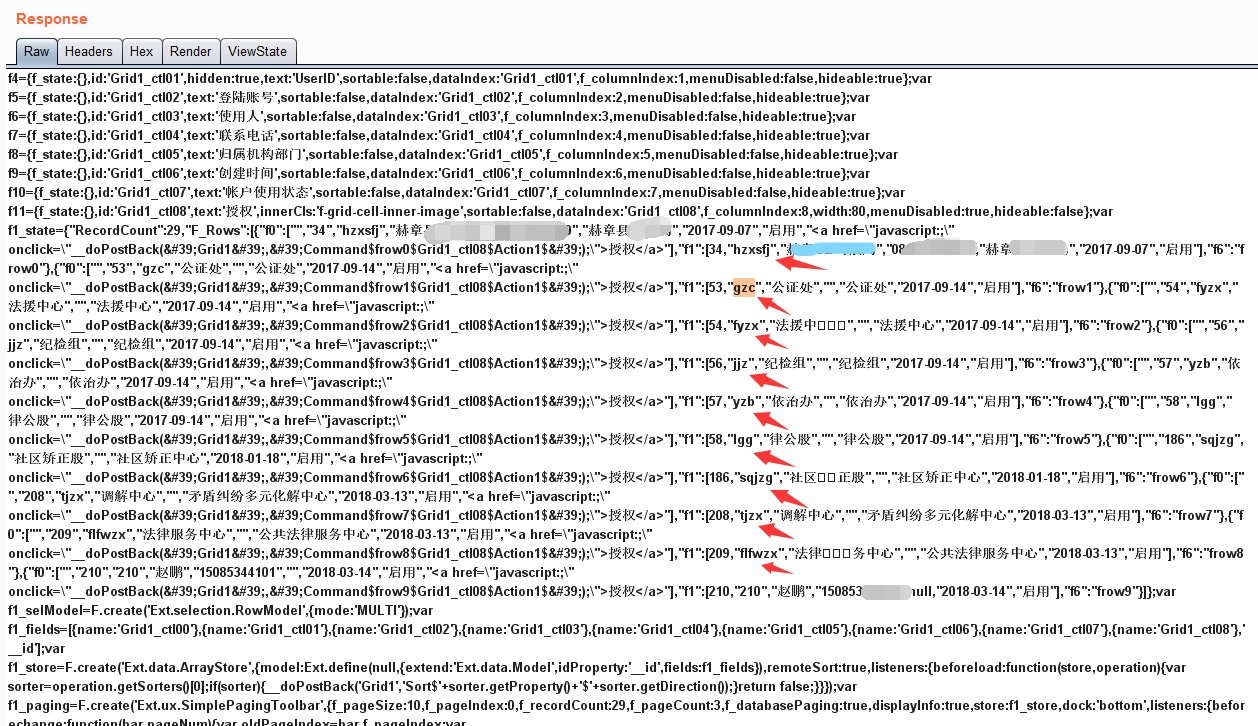 Response
Raw Headers Hex Render ViewState
f4={f_state:{},id:'Grid1_ctl01',hidden:true,text:'UserID',sortable:false,dataIndex:'Grid1_ctl01',f_columnIndex:1,menuDisabled:false,hideable:true};var
f5={f_state:{},id:'Grid1_ctl02',text:'登陆账号',sortable:false,dataIndex:'Grid1_ctl02',f_columnIndex:2,menuDisabled:false,hideable:true};var
f6={f_state:{},id:'Grid1_ctl03',text:'使用人',sortable:false,dataIndex:'Grid1_ctl03',f_columnIndex:3,menuDisabled:false,hideable:true};var
f7={f_state:{},id:'Grid1_ctl04',text:'联系电话',sortable:false,dataIndex:'Grid1_ctl04',f_columnIndex:4,menuDisabled:false,hideable:true};var
f8={f_state:{},id:'Grid1_ctl05',text:'归属机构部门',sortable:false,dataIndex:'Grid1_ctl05',f_columnIndex:5,menuDisabled:false,hideable:true};var
f9={f_state:{},id:'Grid1_ctl06',text:'创建时间',sortable:false,dataIndex:'Grid1_ctl06',f_columnIndex:6,menuDisabled:false,hideable:true};var
f10={f_state:{},id:'Grid1_ctl07',text:'帐户使用状态',sortable:false,dataIndex:'Grid1_ctl07',f_columnIndex:7,menuDisabled:false,hideable:true};var
f11={f_state:{},id:'Grid1_ctl08',text:'授权',innerCls:'f-grid-cell-inner-image',sortable:false,dataIndex:'Grid1_ctl08',f_columnIndex:8,width:80,menuDisabled:true,hideable:true};var
f1_state={"RecordCount":29,"F_Rows":[{"f0":["","34","hzxsfj","赫章县 ","赫章县 ","2017-09-07","启用","<a href=\"javascript:;\"
onclick=\"__doPostBack(&#39;Grid1&#39;,&#39;Command$frow0$Grid1_ctl08$Action1$&#39;);\">授权</a>"],"f1":[34,"hzxsfj"," ","08 ","赫章 ","2017-09-07","启用"],"f6":"f
row0"},{"f0":["","53","gzc","公证处","","公证处","2017-09-14","启用","<a href=\"javascript:;\"
onclick=\"__doPostBack(&#39;Grid1&#39;,&#39;Command$frow1$Grid1_ctl08$Action1$&#39;);\">授权</a>"],"f1":[53,"gzc","公证处","","公证处","2017-09-14","启用"],"f6":"frow1"},{"f0":["","54","fyzx","
法援中心","","法援中心","2017-09-14","启用","<a href=\"javascript:;\"
onclick=\"__doPostBack(&#39;Grid1&#39;,&#39;Command$frow2$Grid1_ctl08$Action1$&#39;);\">授权</a>"],"f1":[54,"fyzx","法援中□□□","","法援中心","2017-09-14","启用"],"f6":"frow2"},{"f0":["","56","
jjz","纪检组","","纪检组","2017-09-14","启用","<a href=\"javascript:;\"
onclick=\"__doPostBack(&#39;Grid1&#39;,&#39;Command$frow3$Grid1_ctl08$Action1$&#39;);\">授权</a>"],"f1":[56,"jjz","纪检组","","纪检组","2017-09-14","启用"],"f6":"frow3"},{"f0":["","57","yzb","依
治办","","依治办","2017-09-14","启用","<a href=\"javascript:;\"
onclick=\"__doPostBack(&#39;Grid1&#39;,&#39;Command$frow4$Grid1_ctl08$Action1$&#39;);\">授权</a>"],"f1":[57,"yzb","依治办","","依治办","2017-09-14","启用"],"f6":"frow4"},{"f0":["","58","lgg","
律公股","","律公股","2017-09-14","启用","<a href=\"javascript:;\"
onclick=\"__doPostBack(&#39;Grid1&#39;,&#39;Command$frow5$Grid1_ctl08$Action1$&#39;);\">授权</a>"],"f1":[58,"lgg","律公股","","律公股","2017-09-14","启用"],"f6":"frow5"},{"f0":["","186","sqjzg","
社区矫正股","","社区矫正中心","2018-01-18","启用","<a href=\"javascript:;\"
onclick=\"__doPostBack(&#39;Grid1&#39;,&#39;Command$frow6$Grid1_ctl08$Action1$&#39;);\">授权</a>"],"f1":[186,"sqjzg","社区□□正股","","社区矫正中心","2018-01-18","启用"],"f6":"frow6"},{"f0":["
","208","tjzx","调解中心","","矛盾纠纷多元化解中心","2018-03-13","启用","<a href=\"javascript:;\"
onclick=\"__doPostBack(&#39;Grid1&#39;,&#39;Command$frow7$Grid1_ctl08$Action1$&#39;);\">授权</a>"],"f1":[208,"tjzx","调解中心","","矛盾纠纷多元化解中心","2018-03-13","启用"],"f6":"frow7"},{"f
0":["","209","flfwzx","法律服务中心","","公共法律服务中心","2018-03-13","启用","<a href=\"javascript:;\"
onclick=\"__doPostBack(&#39;Grid1&#39;,&#39;Command$frow8$Grid1_ctl08$Action1$&#39;);\">授权</a>"],"f1":[209,"flfwzx","法律□□□务中心","","公共法律服务中心","2018-03-13","启用"],"f6":"frow8
"},{"f0":["","210","210","赵鹏","15085344101","","2018-03-14","启用","<a href=\"javascript:;\"
onclick=\"__doPostBack(&#39;Grid1&#39;,&#39;Command$frow9$Grid1_ctl08$Action1$&#39;);\">授权</a>"],"f1":[210,"210","赵鹏","150853 null,"2018-03-14","启用"],"f6":"frow9"}]};var
f1_selModel=F.create('Ext.selection.RowModel',{mode:'MULTI'});var
f1_fields=[{name:'Grid1_ctl00'},{name:'Grid1_ctl01'},{name:'Grid1_ctl02'},{name:'Grid1_ctl03'},{name:'Grid1_ctl04'},{name:'Grid1_ctl05'},{name:'Grid1_ctl06'},{name:'Grid1_ctl07'},{name:'Grid1_ctl08'},'
__id'];var
f1_store=F.create('Ext.data.ArrayStore',{model:Ext.define(null,{extend:'Ext.data.Model',idProperty:'__id',fields:f1_fields}),remoteSort:true,listeners:{beforeload:function(store,operation){var
sorter=operation.getSorters()[0];if(sorter){__doPostBack('Grid1','Sort$'+sorter.getProperty()+'$'+sorter.getDirection());}return false;}}});var
f1_paging=F.create('Ext.ux.SimplePagingToolbar',{f_pageSize:10,f_pageIndex:0,f_recordCount:29,f_pageCount:3,f_databasePaging:true,displayInfo:true,store:f1_store,dock:'bottom',listeners:{befor
echange:function(bar,pageNum){var oldPageIndex=bar.f_pageIndex;var